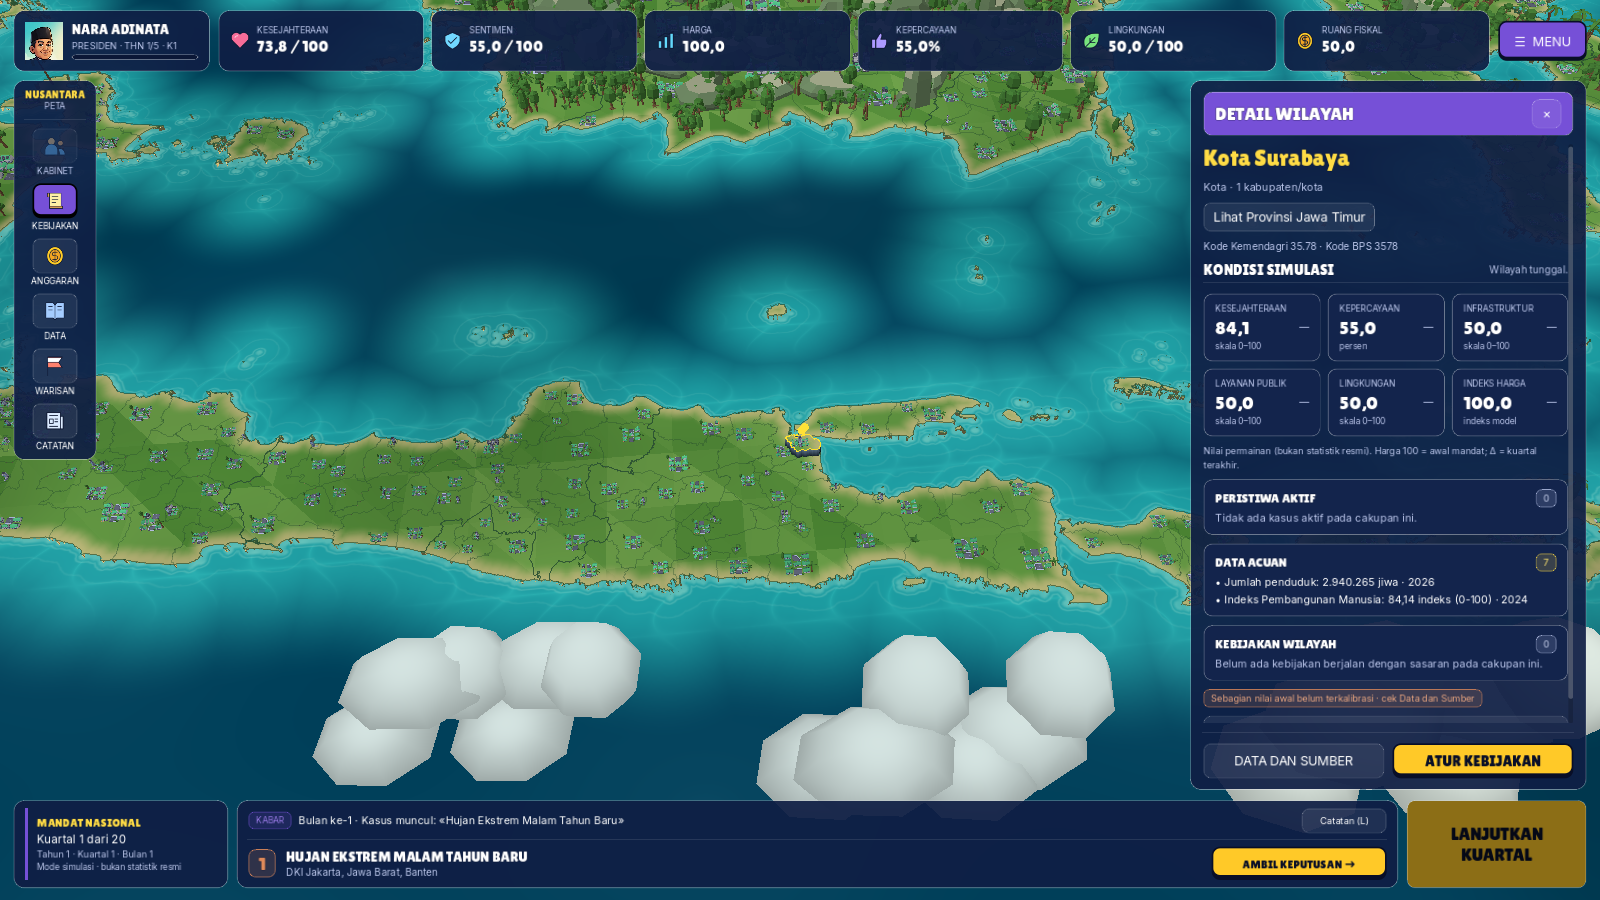 NARA ADINATA
PRESIDEN · THN 1/5 · K1
KESEJAHTERAAN
73,8 / 100
SENTIMEN
55,0 / 100
HARGA
100,0
KEPERCAYAAN
55,0%
LINGKUNGAN
50,0 / 100
RUANG FISKAL
50,0
☰ MENU
NUSANTARA
PETA
KABINET
KEBIJAKAN
ANGGARAN
DATA
WARISAN
CATATAN
DETAIL WILAYAH
×
Kota Surabaya
Kota · 1 kabupaten/kota
Lihat Provinsi Jawa Timur
Kode Kemendagri 35.78 · Kode BPS 3578
KONDISI SIMULASI
Wilayah tunggal.
KESEJAHTERAAN
84,1 —
skala 0–100
KEPERCAYAAN
55,0 —
persen
INFRASTRUKTUR
50,0 —
skala 0–100
LAYANAN PUBLIK
50,0 —
skala 0–100
LINGKUNGAN
50,0 —
skala 0–100
INDEKS HARGA
100,0 —
indeks model
Nilai permainan (bukan statistik resmi). Harga 100 = awal mandat; Δ = kuartal
terakhir.
PERISTIWA AKTIF 0
Tidak ada kasus aktif pada cakupan ini.
DATA ACUAN 7
• Jumlah penduduk: 2.940.265 jiwa · 2026
• Indeks Pembangunan Manusia: 84,14 indeks (0-100) · 2024
KEBIJAKAN WILAYAH 0
Belum ada kebijakan berjalan dengan sasaran pada cakupan ini.
Sebagian nilai awal belum terkalibrasi · cek Data dan Sumber
DATA DAN SUMBER
ATUR KEBIJAKAN
MANDAT NASIONAL
Kuartal 1 dari 20
Tahun 1 · Kuartal 1 · Bulan 1
Mode simulasi · bukan statistik resmi
KABAR
Bulan ke-1 · Kasus muncul: «Hujan Ekstrem Malam Tahun Baru»
Catatan (L)
1
HUJAN EKSTREM MALAM TAHUN BARU
DKI Jakarta, Jawa Barat, Banten
AMBIL KEPUTUSAN →
LANJUTKAN
KUARTAL